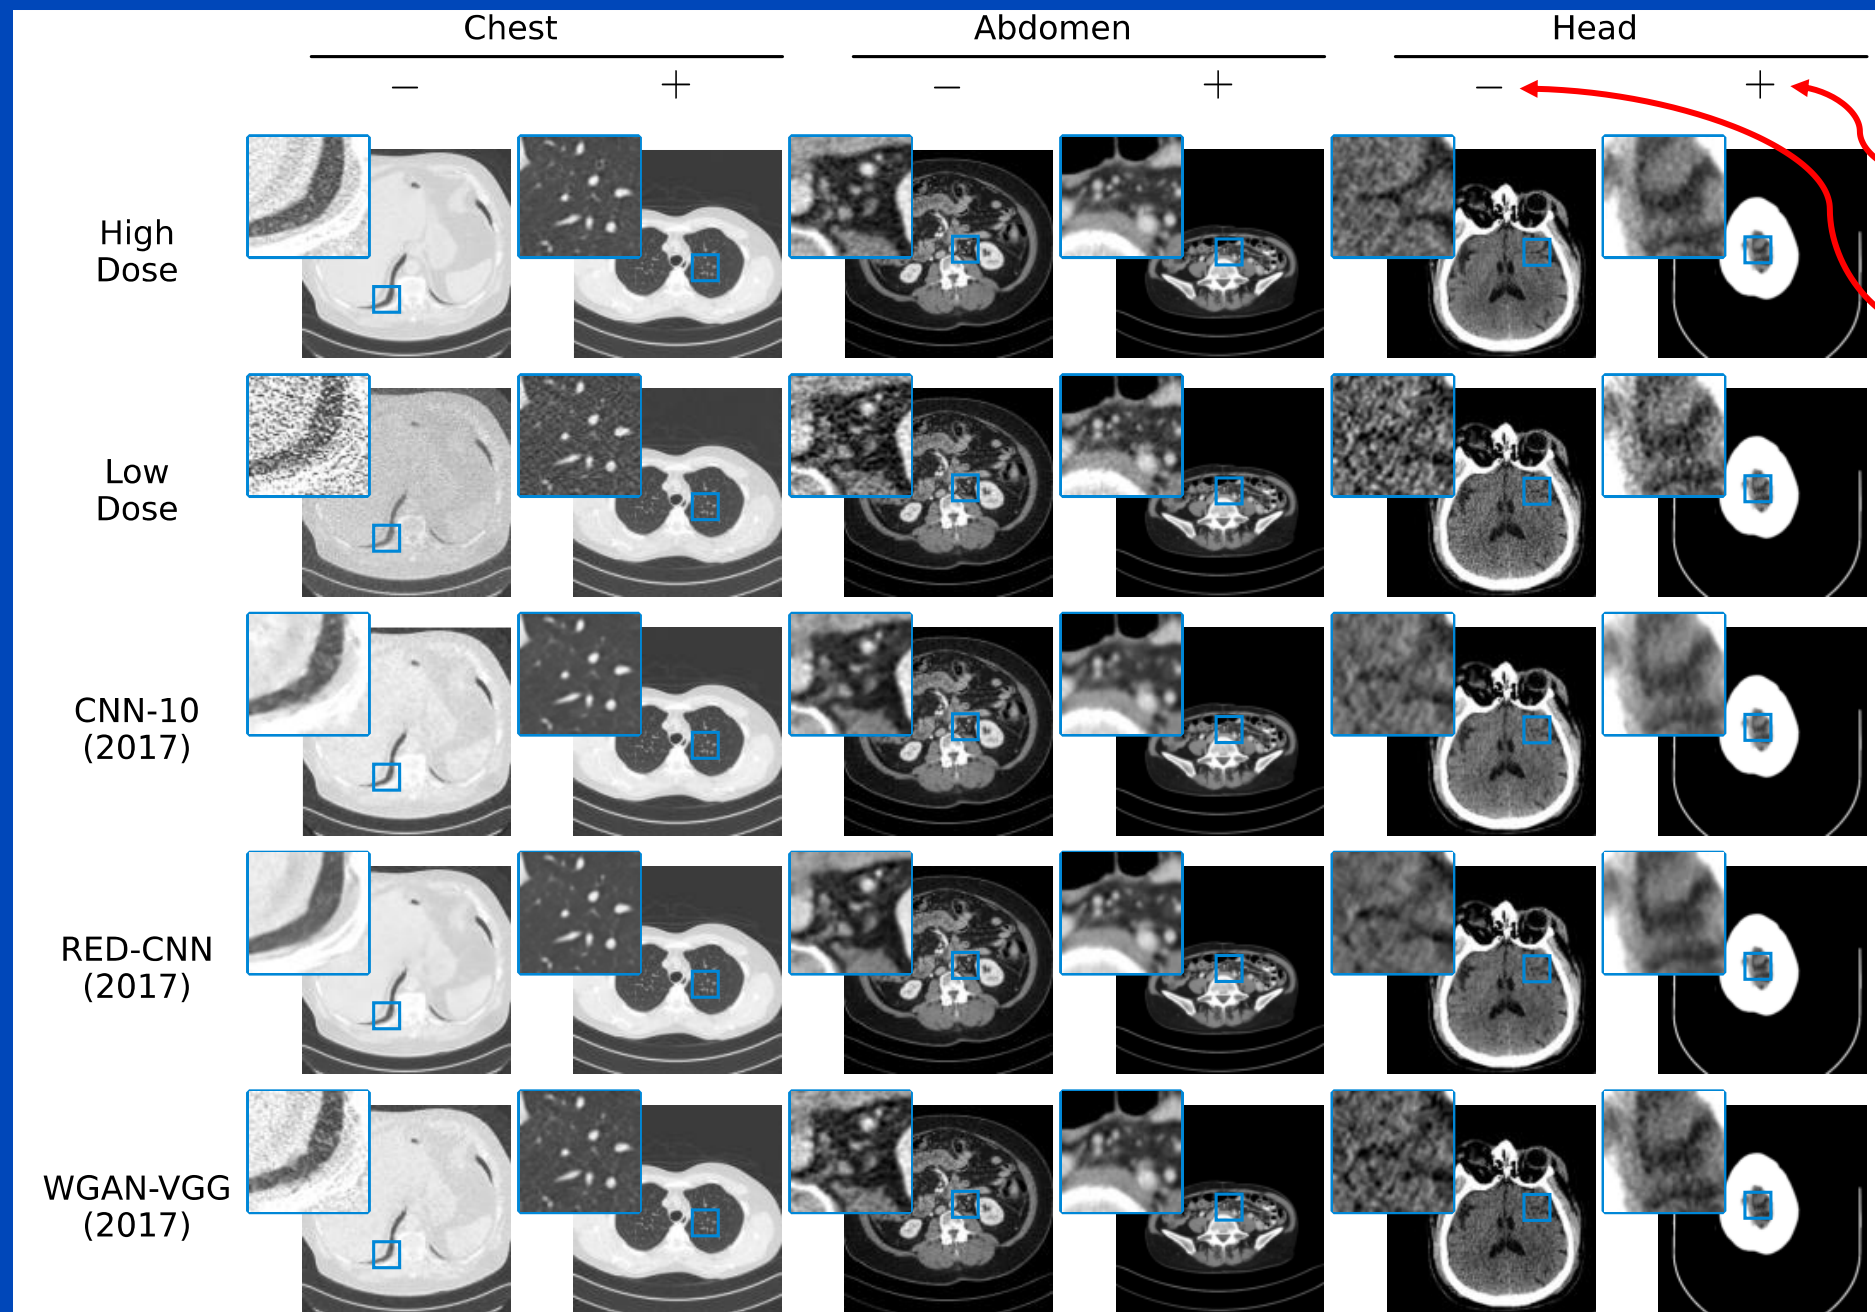 Chest Abdomen Head
− + − + − +
High
Dose
Low
Dose
CNN-10
(2017)
RED-CNN
(2017)
WGAN-VGG
(2017)